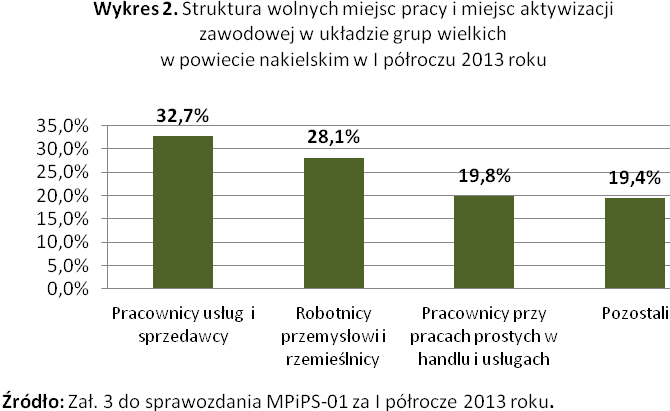 Wykres 2. Struktura wolnych miejsc pracy i miejsc aktywizacji
zawodowej w układzie grup wielkich
w powiecie nakielskim w I półroczu 2013 roku
35,0%
30,0%
25,0%
20,0%
15,0%
10,0%
5,0%
0,0%
32,7%
28,1%
19,8%
19,4%
Pracownicy usług i
sprzedawcy
Robotnicy
przemysłowi i
rzemieślnicy
Pracownicy przy
pracach prostych w
handlu i usługach
Pozostali
Źródło: Zał. 3 do sprawozdania MPiPS-01 za I półrocze 2013 roku.